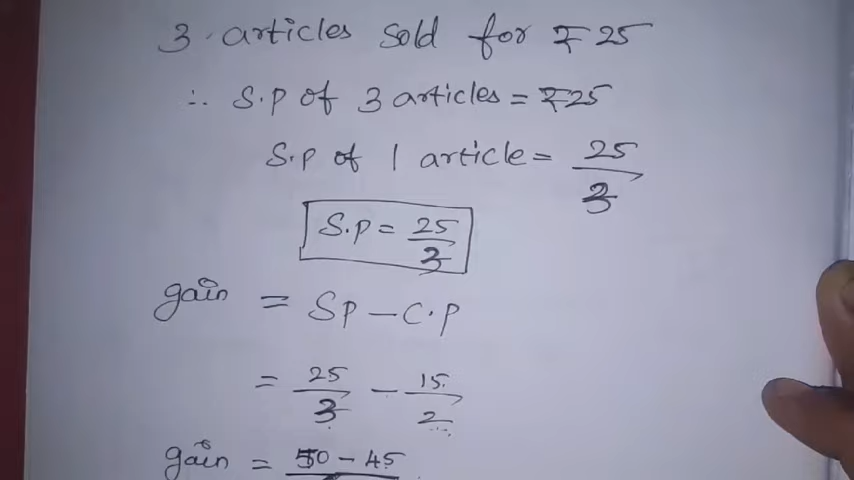 3 articles sold for ₹25
∴ S.P of 3 articles = ₹25
S.P of 1 article = 25/3
S.P = 25/3
gain = SP - C.P
= 25/3 - 15/2
gain = 50 - 45